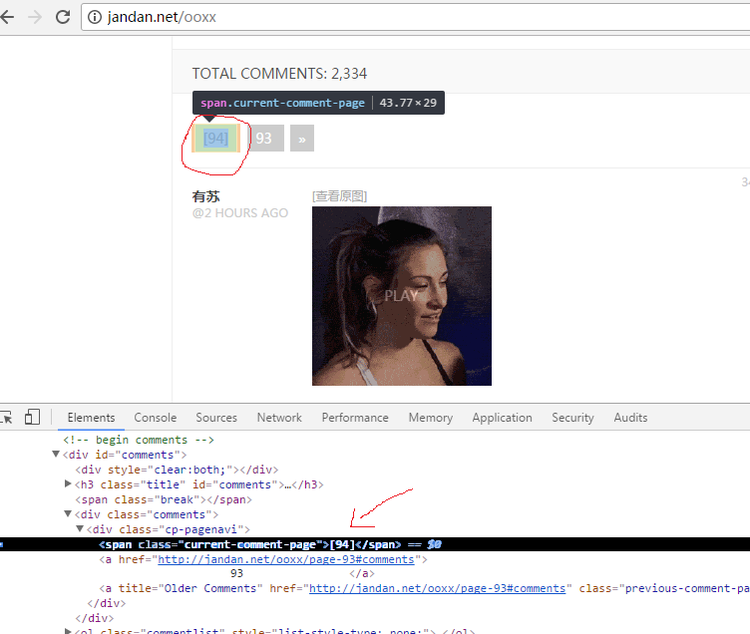 jandan.net/ooxx
TOTAL COMMENTS: 2,334
span.current-comment-page | 43.77×29
[94] 93 »
有苏
@2 HOURS AGO
[查看原图]
PLAY
Elements Console Sources Network Performance Memory Application Security Audits
<!-- begin comments -->
▼<div id="comments">
<div style="clear:both;"></div>
▶<h3 class="title" id="comments">…</h3>
<span class="break"></span>
▼<div class="comments">
▼<div class="cp-pagenavi">
<span class="current-comment-page">[94]</span> == $0
<a href="http://jandan.net/ooxx/page-93#comments">
93 </a>
<a title="Older Comments" href="http://jandan.net/ooxx/page-93#comments" class="previous-comment-pa
</div>
</div>
▶<ol class="commentlist" style="list-style-type: none;">…</ol>